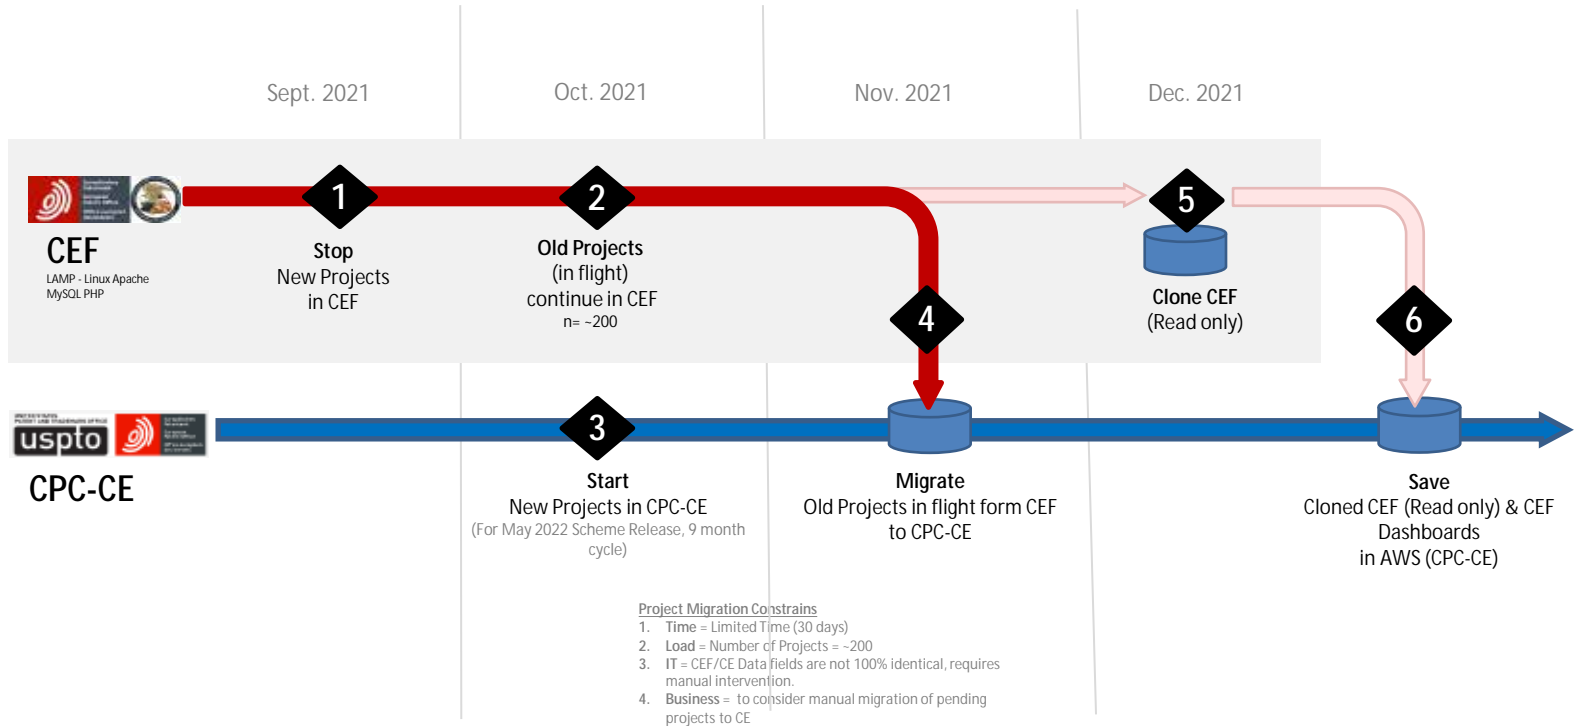 Sept. 2021
Oct. 2021
Nov. 2021
Dec. 2021
1
2
5
CEF
LAMP - Linux Apache
MySQL PHP
Stop
New Projects
in CEF
Old Projects
(in flight)
continue in CEF
n= ~200
4
Clone CEF
(Read only)
6
uspto
CPC-CE
3
Start
New Projects in CPC-CE
(For May 2022 Scheme Release, 9 month
cycle)
Migrate
Old Projects in flight form CEF
to CPC-CE
Save
Cloned CEF (Read only) & CEF
Dashboards
in AWS (CPC-CE)
Project Migration Constrains
1. Time = Limited Time (30 days)
2. Load = Number of Projects = ~200
3. IT = CEF/CE Data fields are not 100% identical, requires
manual intervention.
4. Business = to consider manual migration of pending
projects to CE